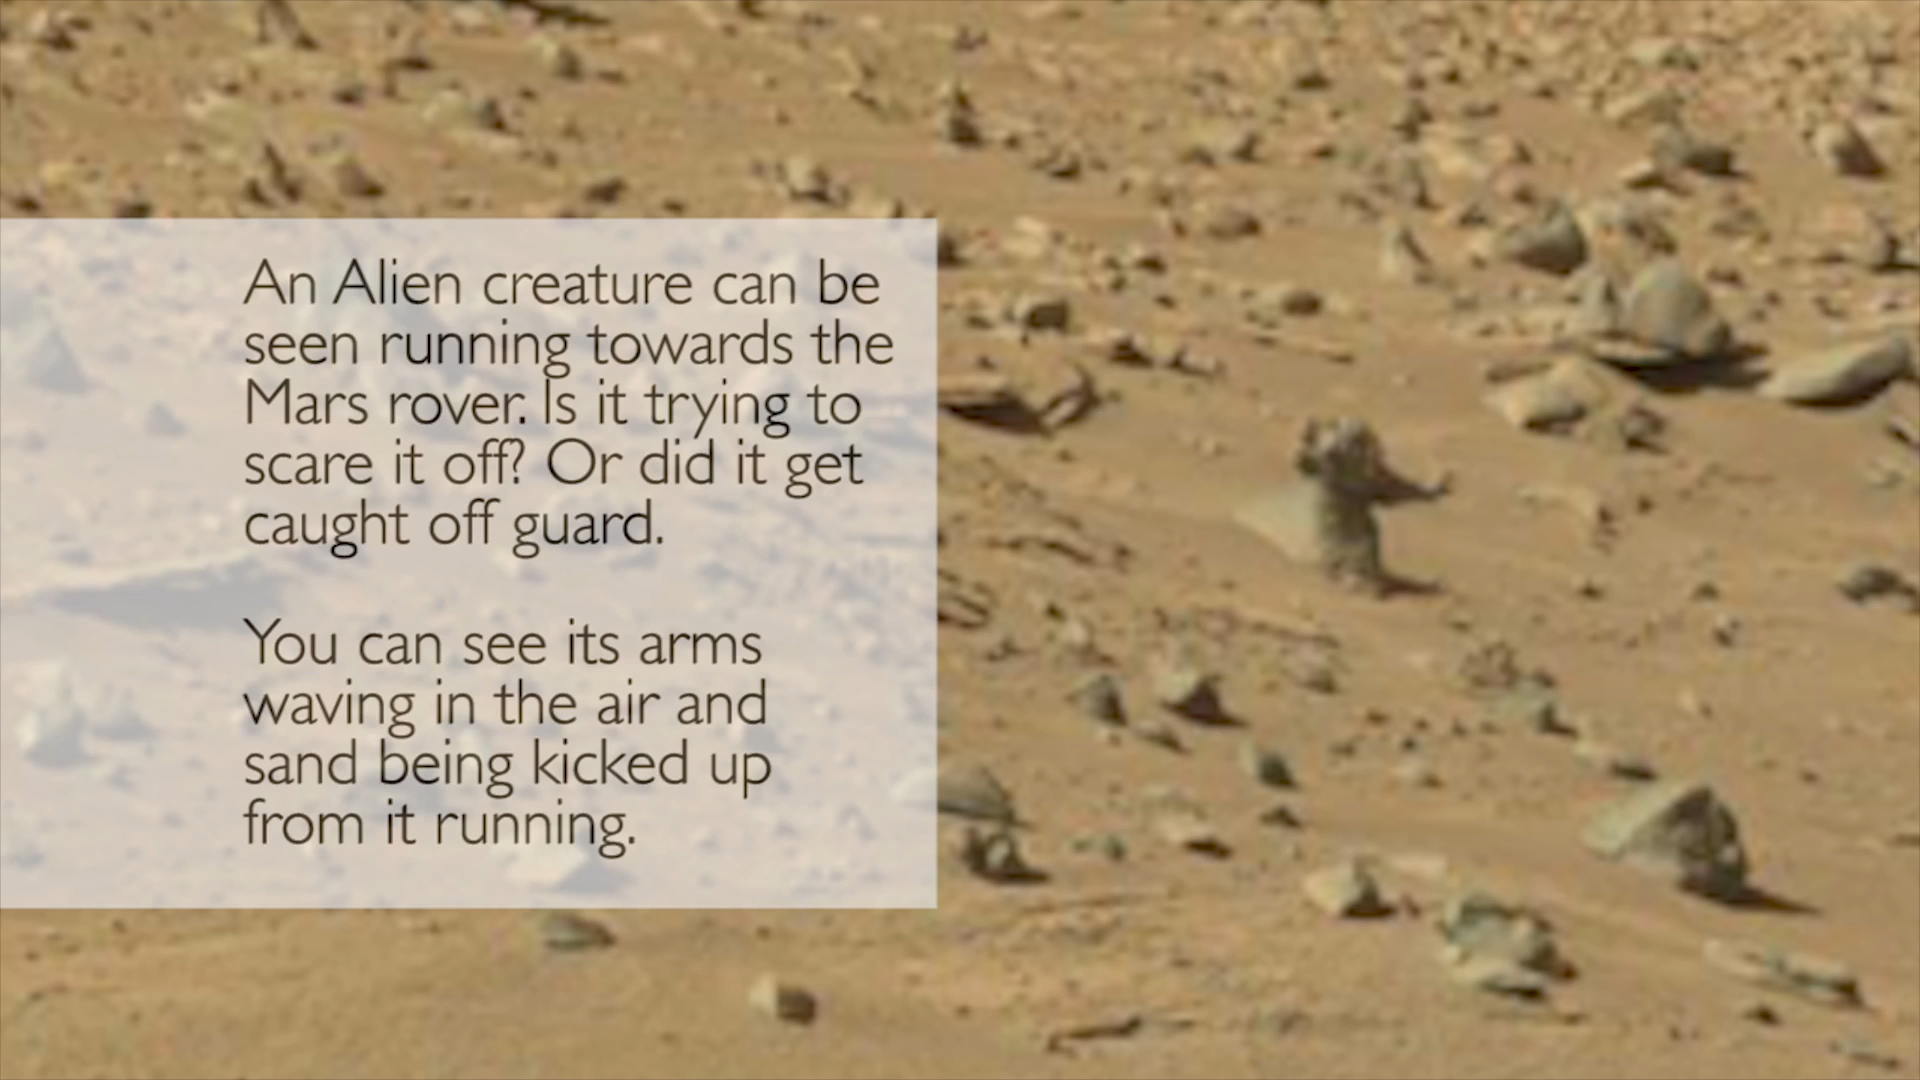 An Alien creature can be
seen running towards the
Mars rover. Is it trying to
scare it off? Or did it get
caught off guard.
You can see its arms
waving in the air and
sand being kicked up
from it running.